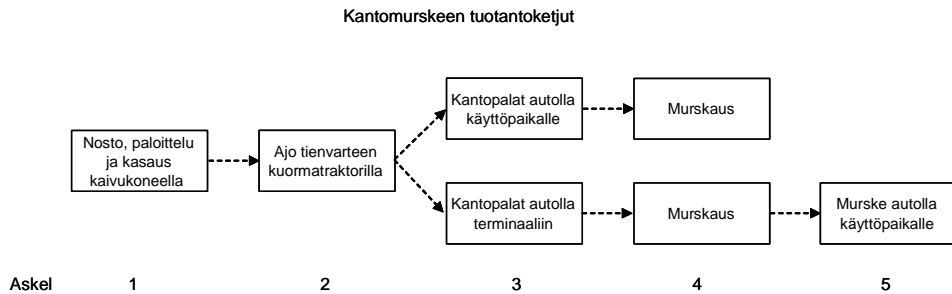 Kantomurskeen tuotantoketjut
Nosto, paloittelu
ja kasaus
kaivukoneella
Ajo tienvarteen
kuormatraktorilla
Kantopalat autolla
käyttöpaikalle
Murskaus
Kantopalat autolla
terminaaliin
Murskaus
Murske autolla
käyttöpaikalle
Askel 1 2 3 4 5